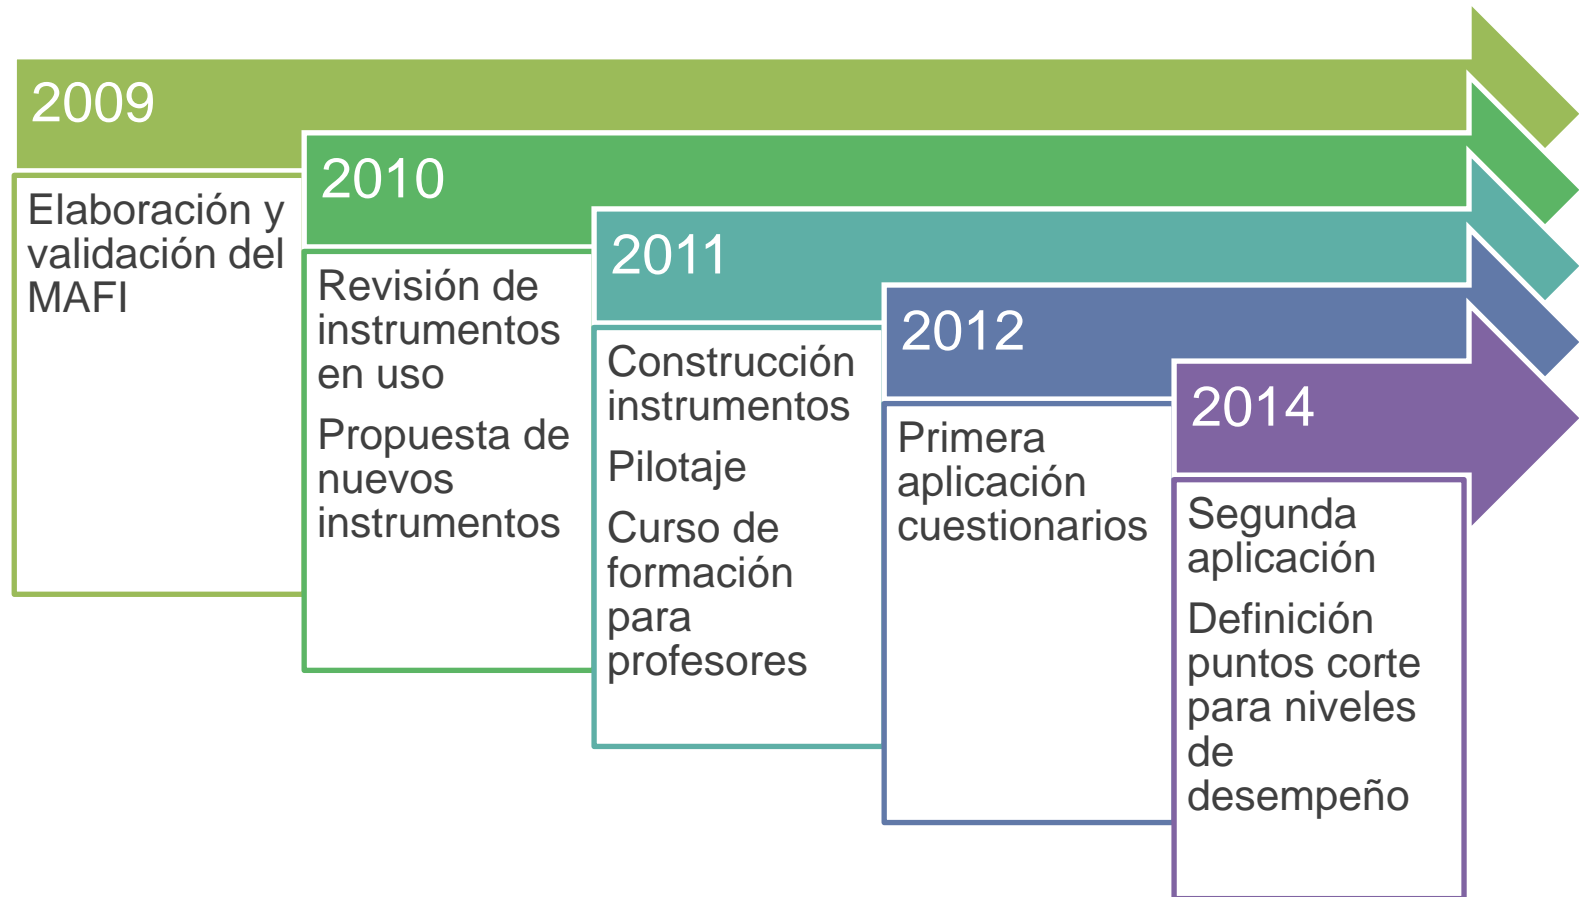 2009
Elaboración y
validación del
MAFI
2010
Revisión de
instrumentos
en uso
Propuesta de
nuevos
instrumentos
2011
Construcción
instrumentos
Pilotaje
Curso de
formación
para
profesores
2012
Primera
aplicación
cuestionarios
2014
Segunda
aplicación
Definición
puntos corte
para niveles
de
desempeño